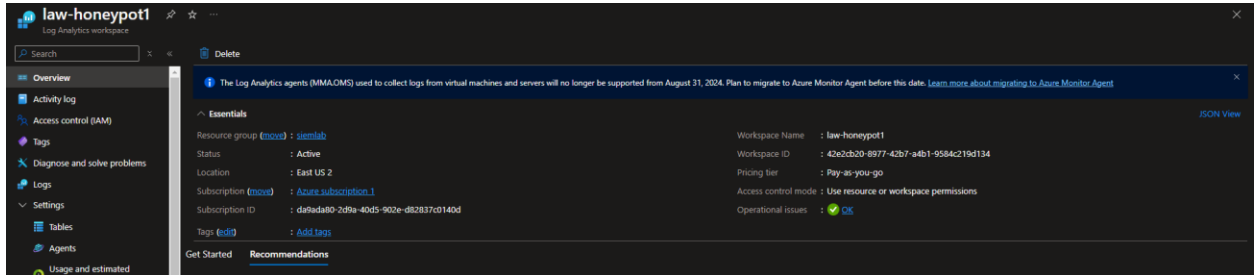 law-honeypot1
Log Analytics workspace
Search
Overview
Activity log
Access control (IAM)
Tags
Diagnose and solve problems
Logs
Settings
Tables
Agents
Usage and estimated
Delete
The Log Analytics agents (MMA,OMS) used to collect logs from virtual machines and servers will no longer be supported from August 31, 2024. Plan to migrate to Azure Monitor Agent before this date. Learn more about migrating to Azure Monitor Agent
Essentials
JSON View
Resource group (move) : siemlab
Status : Active
Location : East US 2
Subscription (move) : Azure subscription 1
Subscription ID : da9ada80-2d9a-40d5-902e-d82837c0140d
Tags (edit) : Add tags
Workspace Name : law-honeypot1
Workspace ID : 42e2cb20-8977-42b7-a4b1-9584c219d134
Pricing tier : Pay-as-you-go
Access control mode : Use resource or workspace permissions
Operational issues : OK
Get Started Recommendations